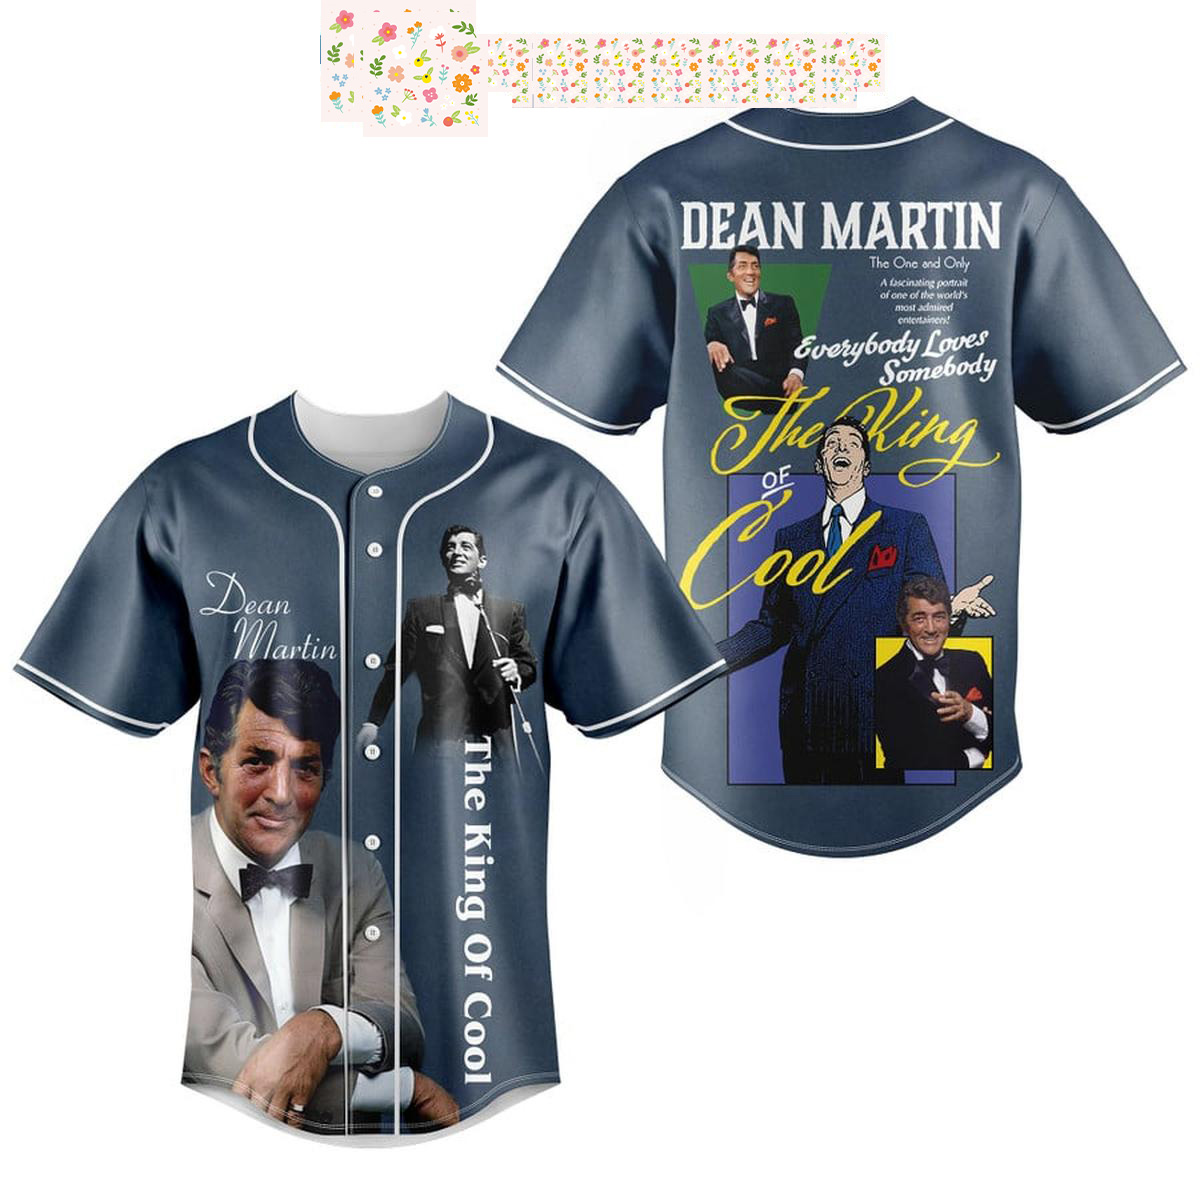 DEAN MARTIN
The One and Only
A fascinating portrait
of one of the world's
most admired
entertainers!
Everybody Loves
Somebody
The King
OF
Cool
Dean
Martin
The King Of Cool